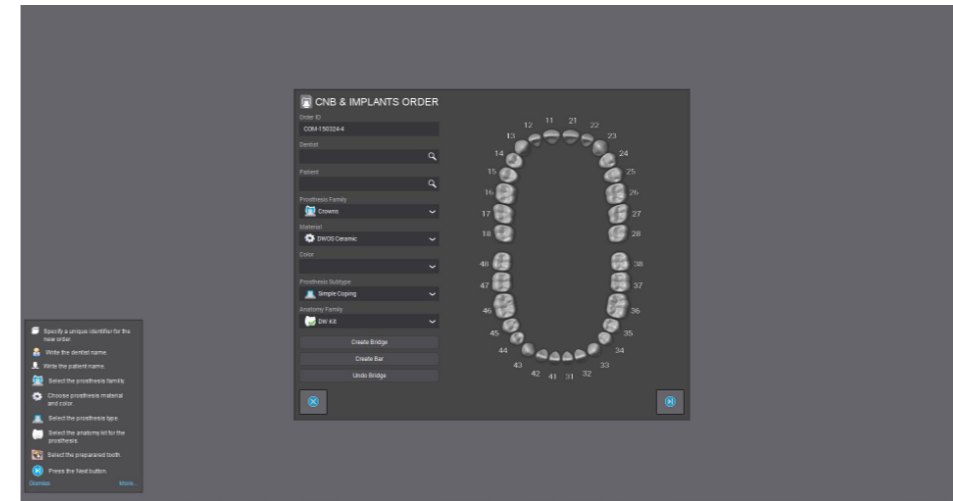 CNB & IMPLANTS ORDER
Order ID
COM-150324-4
Dentist
Patient
Prosthesis Family
Crowns
Material
DWOS Ceramic
Color
Prosthesis Subtype
Simple Coping
Anatomy Family
DW Kit
Create Bridge
Create Bar
Undo Bridge
12 11 21 22
13 23
14 24
15 25
16 26
17 27
18 28
48 38
47 37
46 36
45 35
44 34
43 33
42 41 31 32
Specify a unique identifier for the
new order.
Write the dentist name.
Write the patient name.
Select the prosthesis family.
Choose prosthesis material
and color.
Select the prosthesis type.
Select the anatomy kit for the
prosthesis.
Select the preparared tooth.
Press the Next button.
Dismiss More...